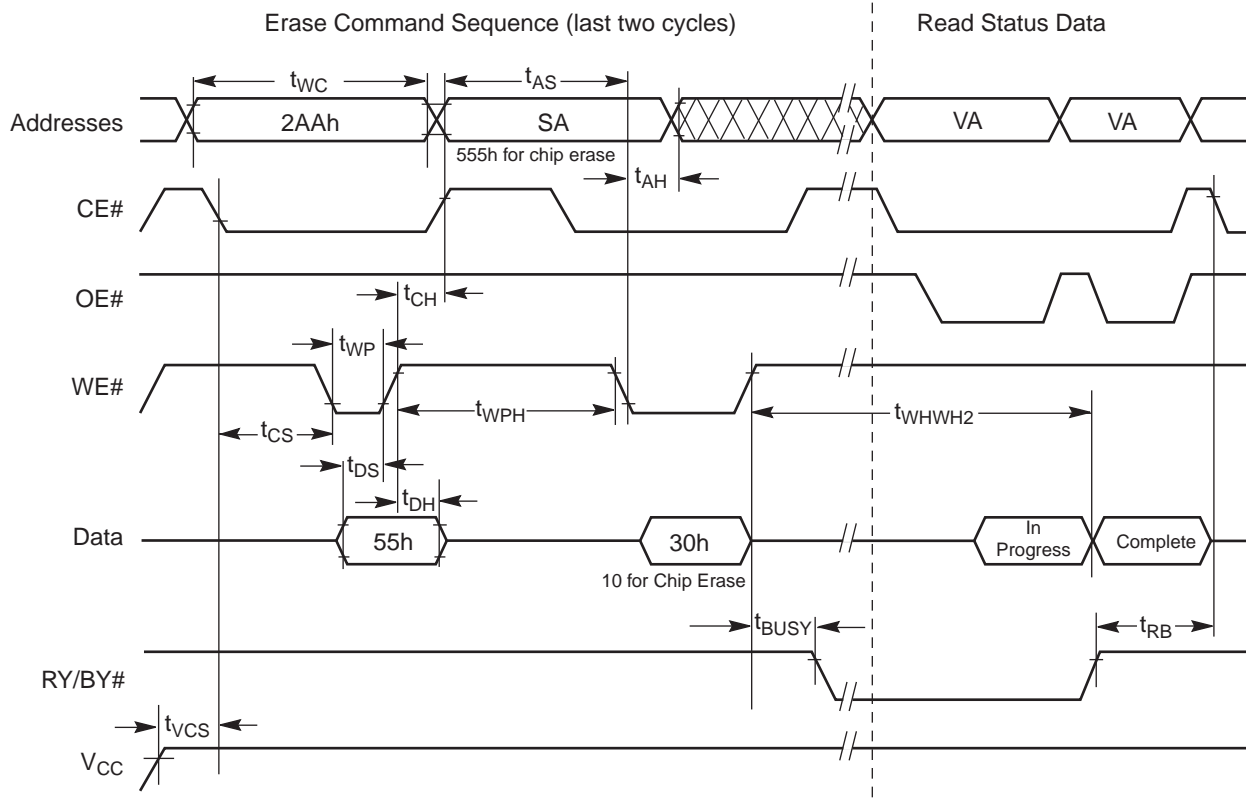 Erase Command Sequence (last two cycles)
Read Status Data
tWC
tAS
Addresses
2AAh
SA
VA
VA
555h for chip erase
tAH
CE#
tCH
OE#
tWP
WE#
tWPH
tWHWH2
tCS
tDS
tDH
Data
55h
30h
In
Progress
Complete
10 for Chip Erase
tBUSY
tRB
RY/BY#
tVCS
VCC